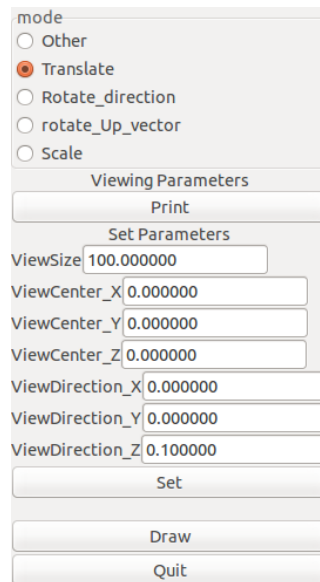 mode
Other
Translate
Rotate_direction
rotate_Up_vector
Scale
Viewing Parameters
Print
Set Parameters
ViewSize 100.000000
ViewCenter_X 0.000000
ViewCenter_Y 0.000000
ViewCenter_Z 0.000000
ViewDirection_X 0.000000
ViewDirection_Y 0.000000
ViewDirection_Z 0.100000
Set
Draw
Quit